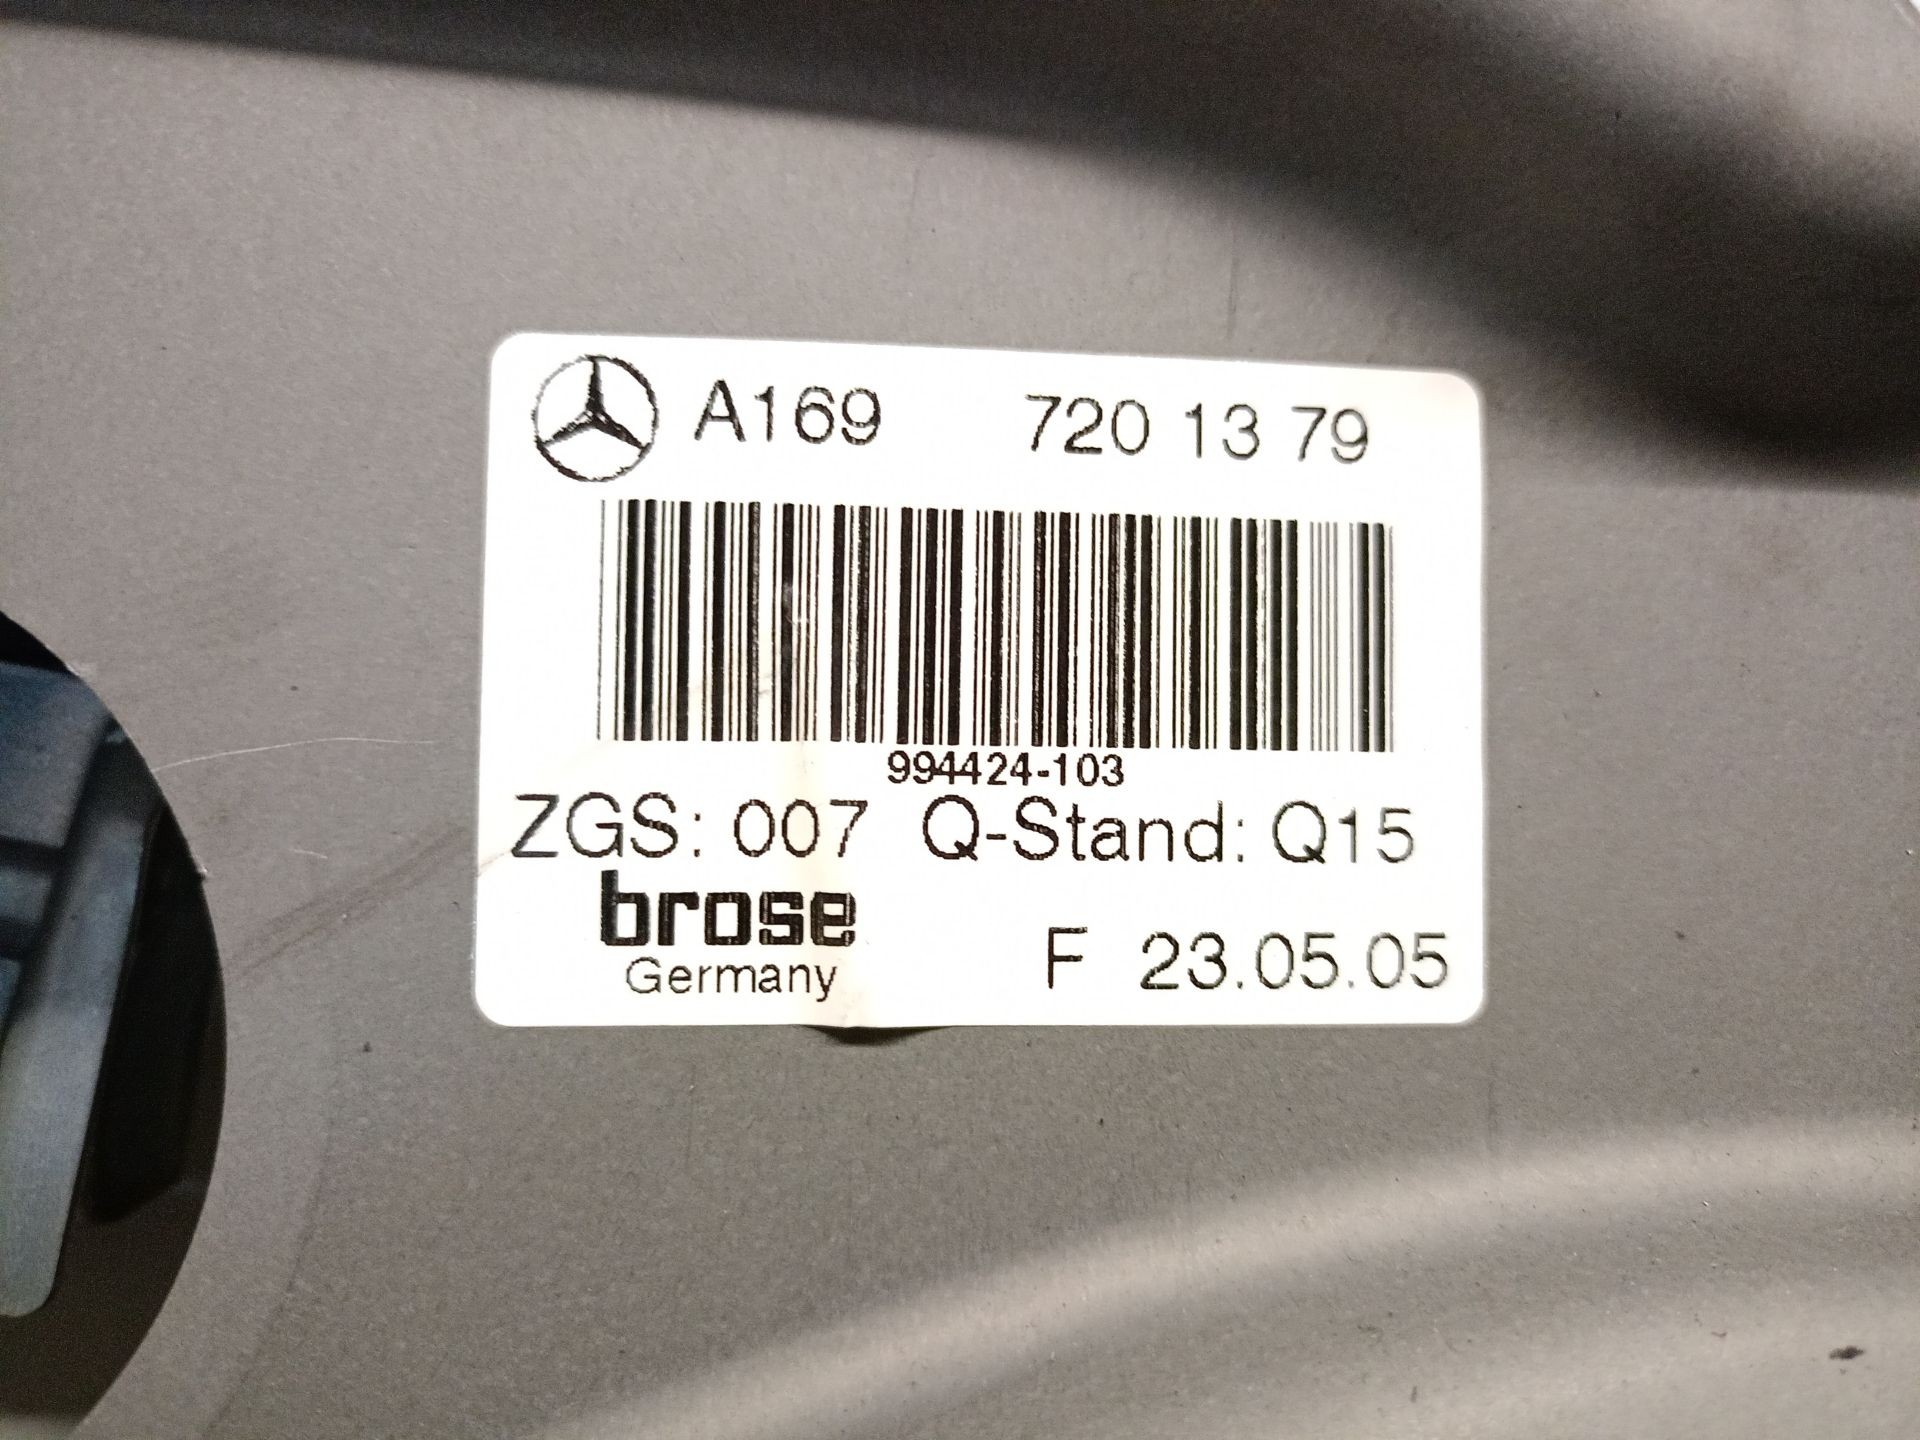 A169 720 13 79
994424-103
ZGS: 007 Q-Stand: Q15
brose
Germany
F 23.05.05